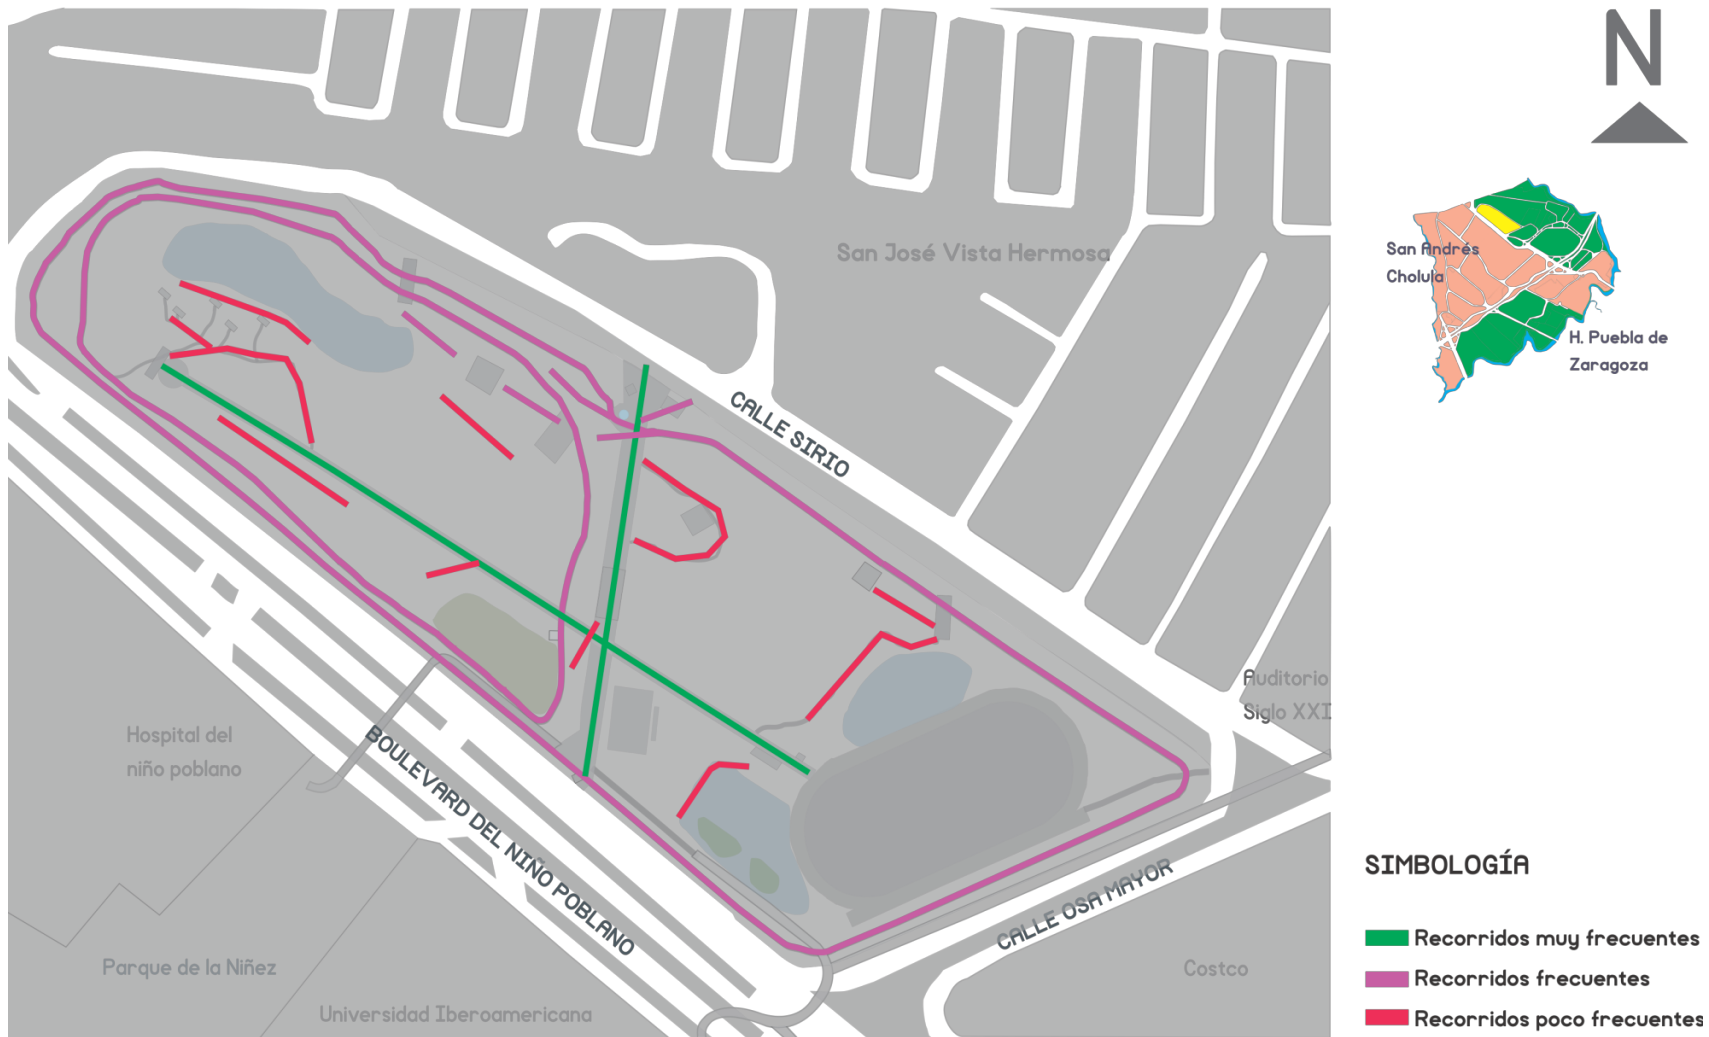 N
San José Vista Hermosa
San Andrés
Cholula
H. Puebla de
Zaragoza
CALLE SIRIO
Auditorio
Siglo XXI
Hospital del
niño poblano
BOULEVARD DEL NIÑO POBLANO
CALLE OSA MAYOR
Parque de la Niñez
Costco
Universidad Iberoamericana
SIMBOLOGÍA
Recorridos muy frecuentes
Recorridos frecuentes
Recorridos poco frecuentes